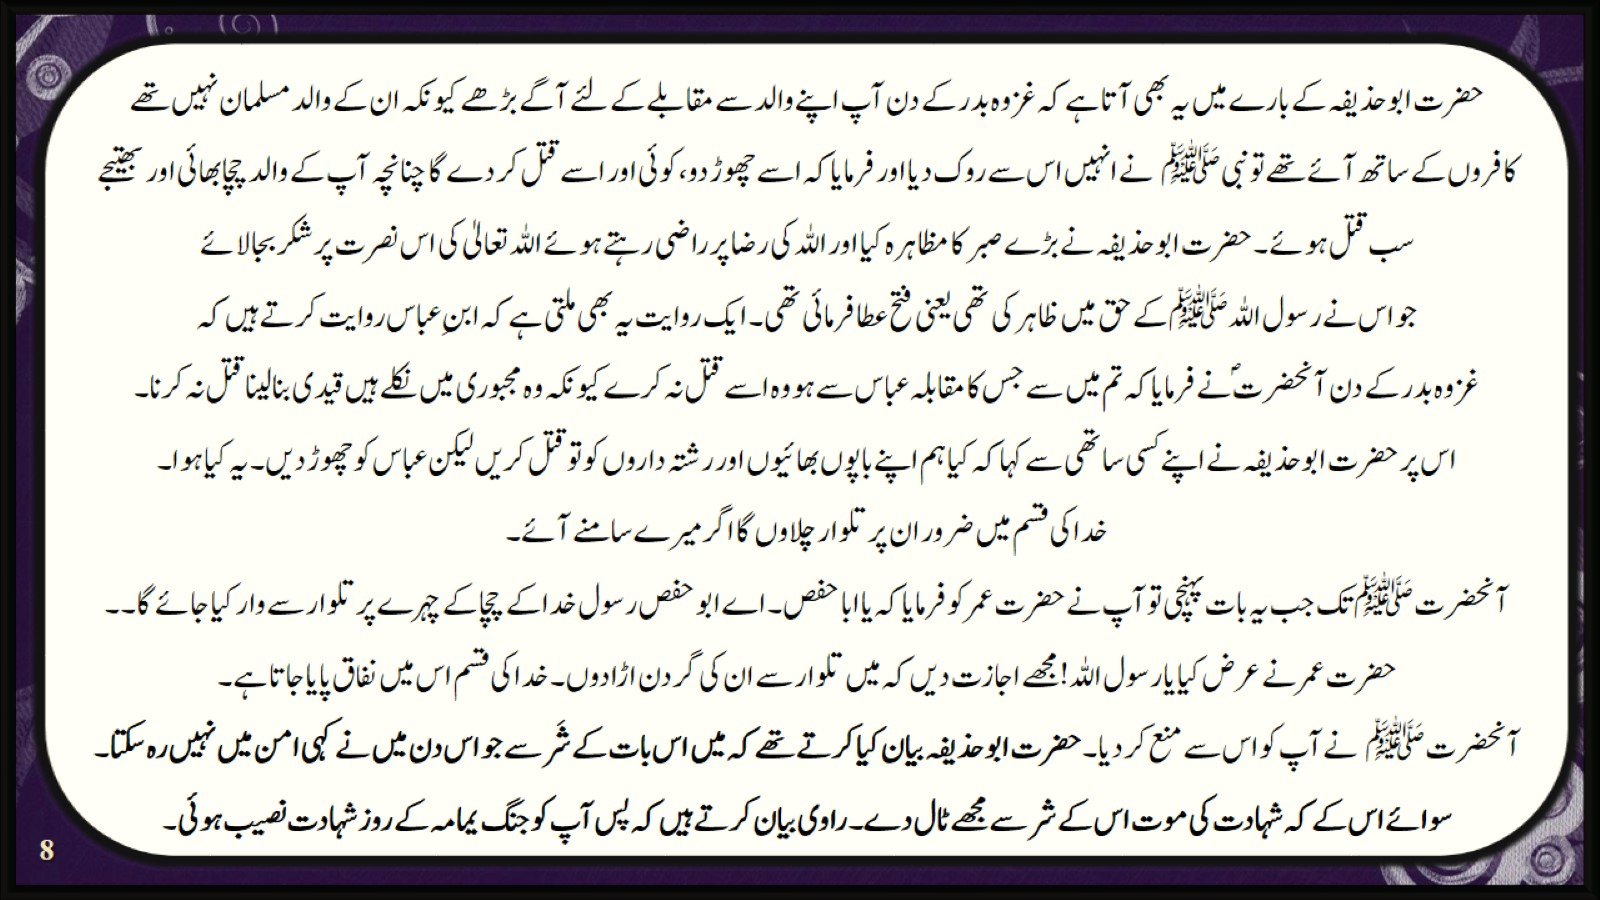 حضرت ابو حذیفہ کے بارے میں یہ بھی آتا ہے کہ غزوہ بدر کے دن آپ اپنے والد سے مقابلے کے لئے آگے بڑھے کیونکہ ان کے والد مسلمان نہیں تھے
کافروں کے ساتھ آئے تھے تو نبی ﷺ نے انہیں اس سے روک دیا اور فرمایا کہ اسے چھوڑ دو، کوئی اور اسے قتل کر دے گا چنانچہ آپ کے والد چچا بھائی اور بھتیجے
سب قتل ہوئے۔ حضرت ابو حذیفہ نے بڑے صبر کا مظاہرہ کیا اور اللہ کی رضا پر راضی رہتے ہوئے اللہ تعالیٰ کی اس نصرت پر شکر بجا لائے
جو اس نے رسول اللہ ﷺ کے حق میں ظاہر کی تھی یعنی فتح عطا فرمائی تھی۔ ایک روایت یہ بھی ملتی ہے کہ ابنِ عباس روایت کرتے ہیں کہ
غزوہ بدر کے دن آنحضرتؐ نے فرمایا کہ تم میں سے جس کا مقابلہ عباس سے ہو وہ اسے قتل نہ کرے کیونکہ وہ مجبوری میں نکلے ہیں قیدی بنا لینا قتل نہ کرنا۔
اس پر حضرت ابو حذیفہ نے اپنے کسی ساتھی سے کہا کہ کیا ہم اپنے باپوں بھائیوں اور رشتہ داروں کو تو قتل کریں لیکن عباس کو چھوڑ دیں۔ یہ کیا ہوا۔
خدا کی قسم میں ضرور ان پر تلوار چلاوں گا اگر میرے سامنے آئے۔
آنحضرت ﷺ تک جب یہ بات پہنچی تو آپ نے حضرت عمر کو فرمایا کہ یا ابا حفص۔ اے ابو حفص رسول خدا کے چچا کے چہرے پر تلوار سے وار کیا جائے گا۔۔
حضرت عمر نے عرض کیا یا رسول اللہ! مجھے اجازت دیں کہ میں تلوار سے ان کی گردن اڑا دوں۔ خدا کی قسم اس میں نفاق پایا جاتا ہے۔
آنحضرت ﷺ نے آپ کو اس سے منع کر دیا۔ حضرت ابو حذیفہ بیان کیا کرتے تھے کہ میں اس بات کے شَر سے جو اس دن میں نے کہی امن میں نہیں رہ سکتا۔
سوائے اس کے کہ شہادت کی موت اس کے شر سے مجھے ٹال دے۔ راوی بیان کرتے ہیں کہ پس آپ کو جنگ یمامہ کے روز شہادت نصیب ہوئی۔
8